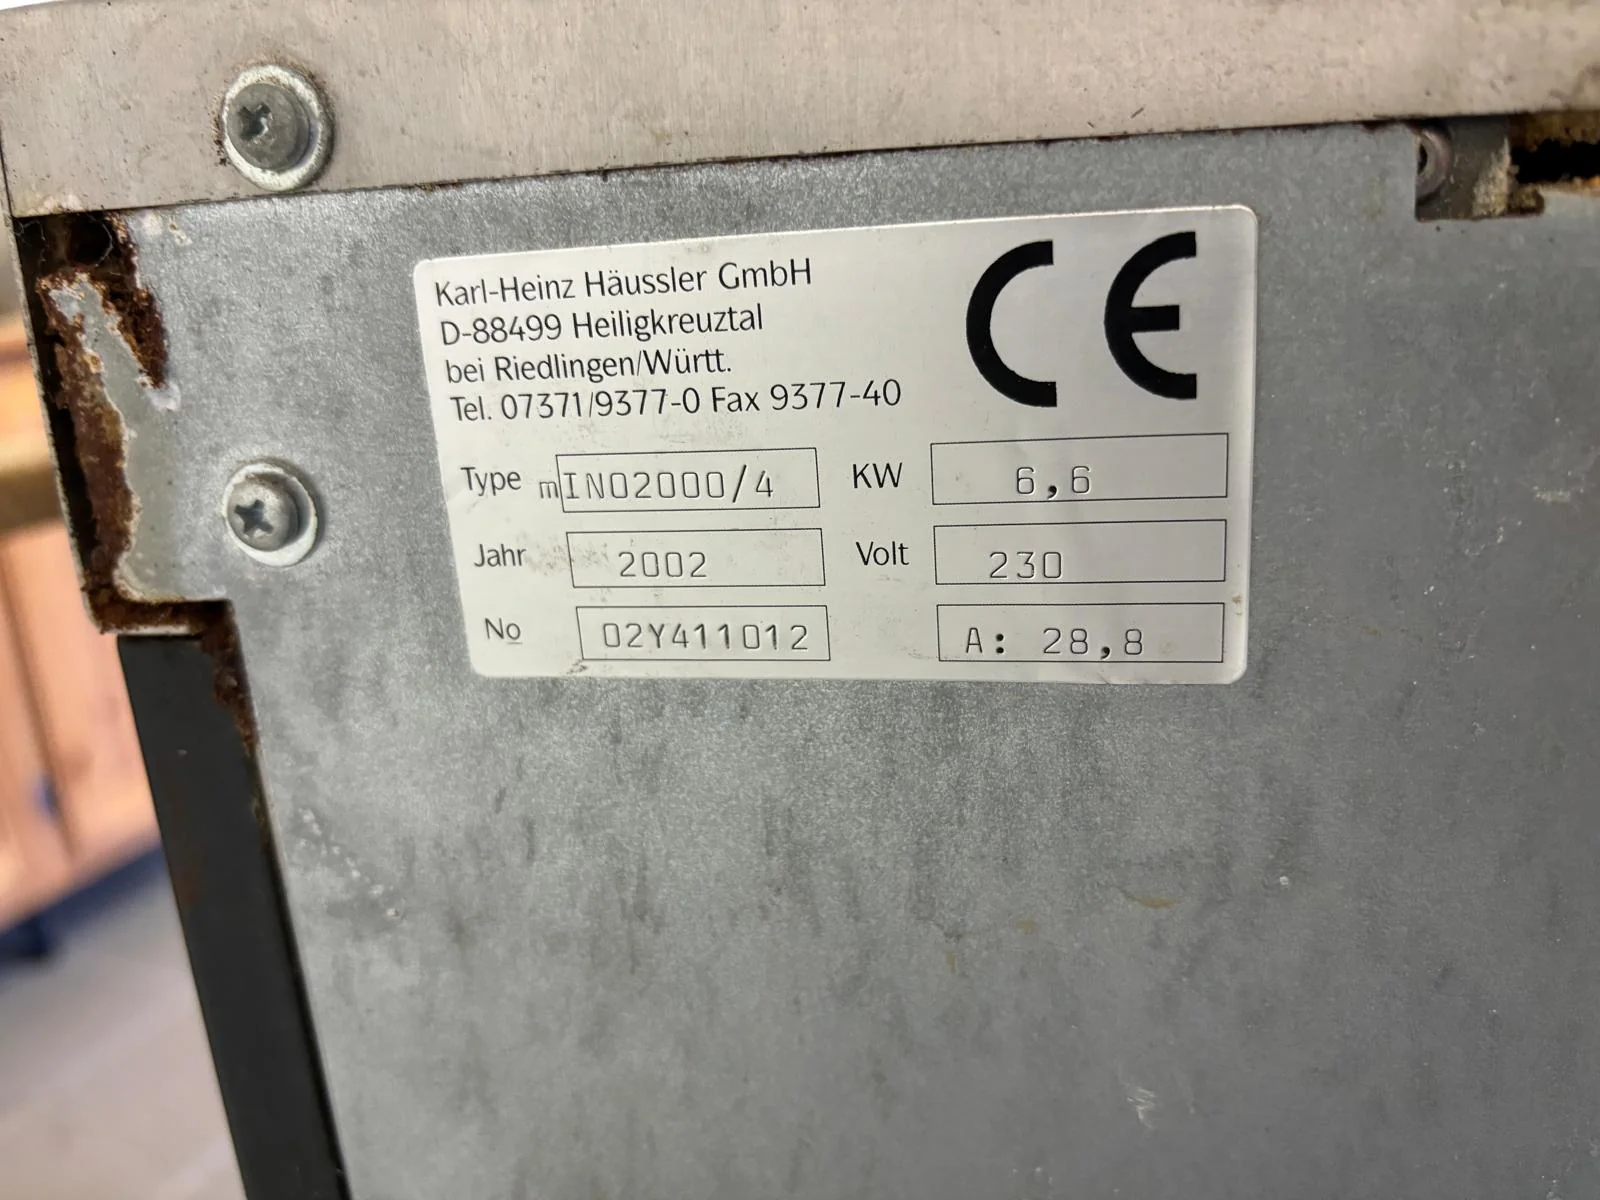 Karl-Heinz Häussler GmbH
D-88499 Heiligkreuztal
bei Riedlingen/Württ.
Tel. 07371/9377-0 Fax 9377-40
CE
Type mINO2000/4 KW 6,6
Jahr 2002 Volt 230
No 02Y411012 A: 28,8